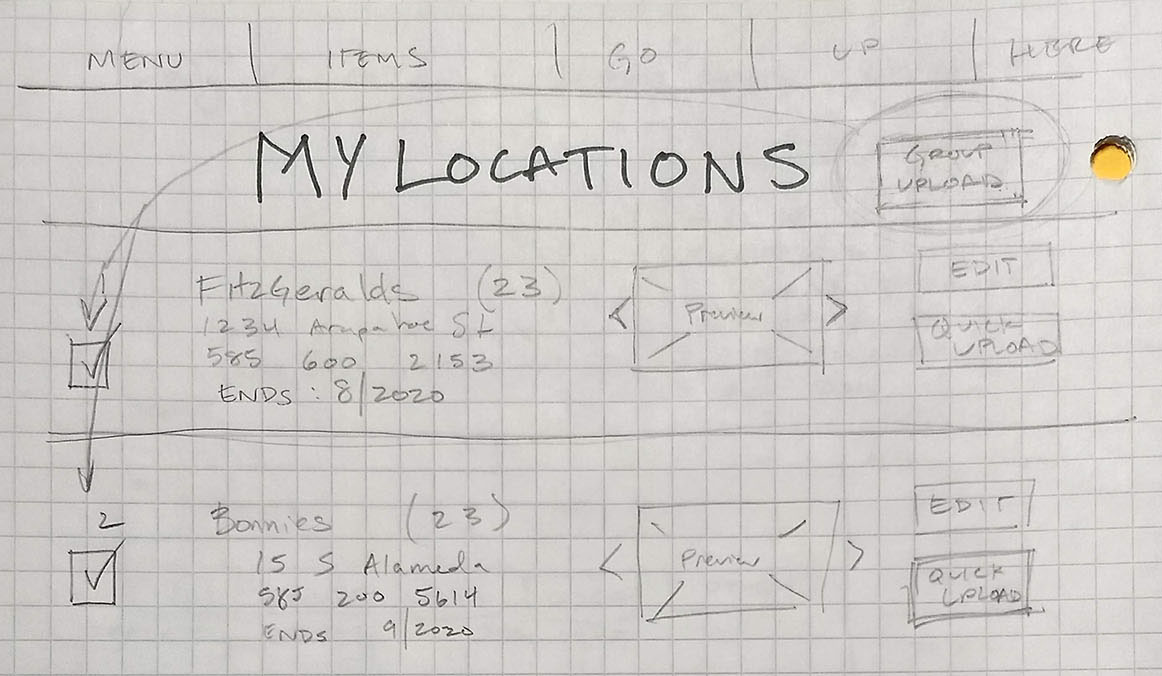 MENU | ITEMS | GO | UP | HERE
MY LOCATIONS
GROUP
UPLOAD
1
FitzGeralds (23)
1234 Arapahoe St
585 600 2153
ENDS : 8/2020
< Preview >
EDIT
QUICK
UPLOAD
2
Bonnies (23)
15 S Alameda
585 200 5614
ENDS 9/2020
< Preview >
EDIT
QUICK
UPLOAD